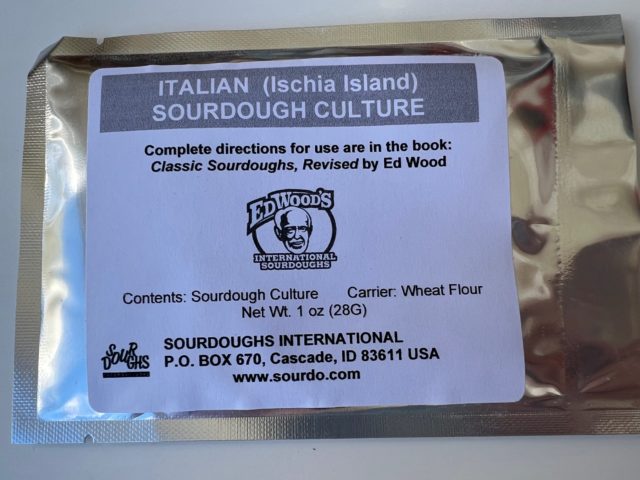 ITALIAN (Ischia Island)
SOURDOUGH CULTURE
Complete directions for use are in the book:
Classic Sourdoughs, Revised by Ed Wood
ED WOOD'S
INTERNATIONAL
SOURDOUGHS
Contents: Sourdough Culture Carrier: Wheat Flour
Net Wt. 1 oz (28G)
SOURDOUGHS
SOURDOUGHS INTERNATIONAL
P.O. BOX 670, Cascade, ID 83611 USA
www.sourdo.com